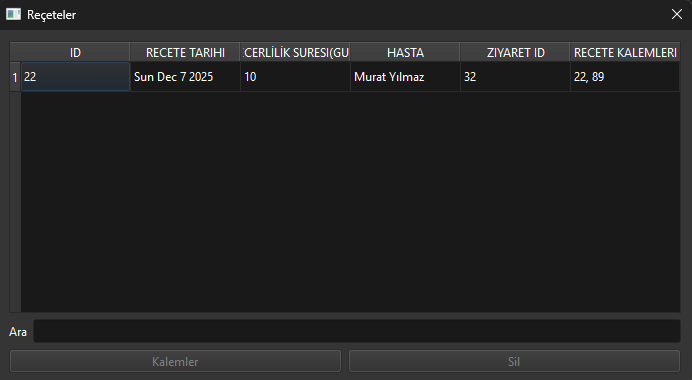 Reçeteler
ID RECETE TARIHI CERLİLİK SURESI(GU HASTA ZIYARET ID RECETE KALEMLERI
1 22 Sun Dec 7 2025 10 Murat Yılmaz 32 22, 89
Ara
Kalemler Sil